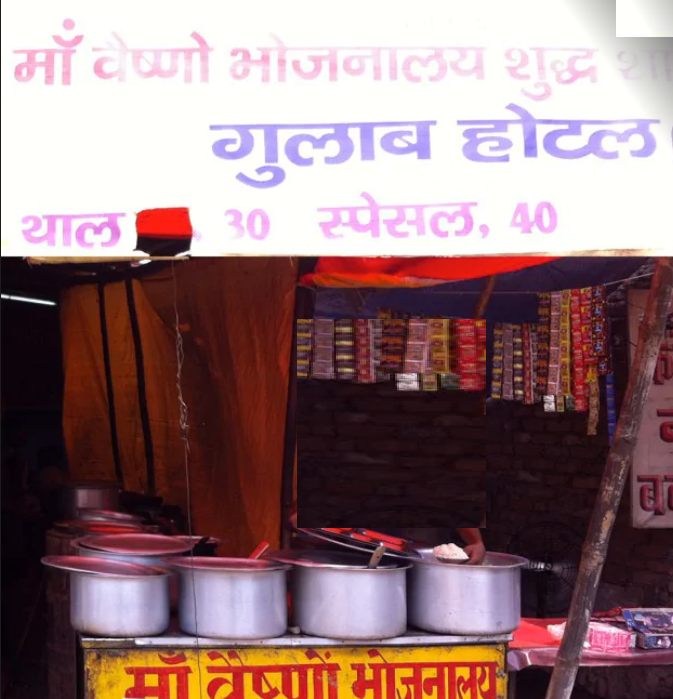 माँ वैष्णो भोजनालय शुद्ध
गुलाब होटल
थाल , 30 स्पेसल, 40
माँ वैष्णों भोजनालय